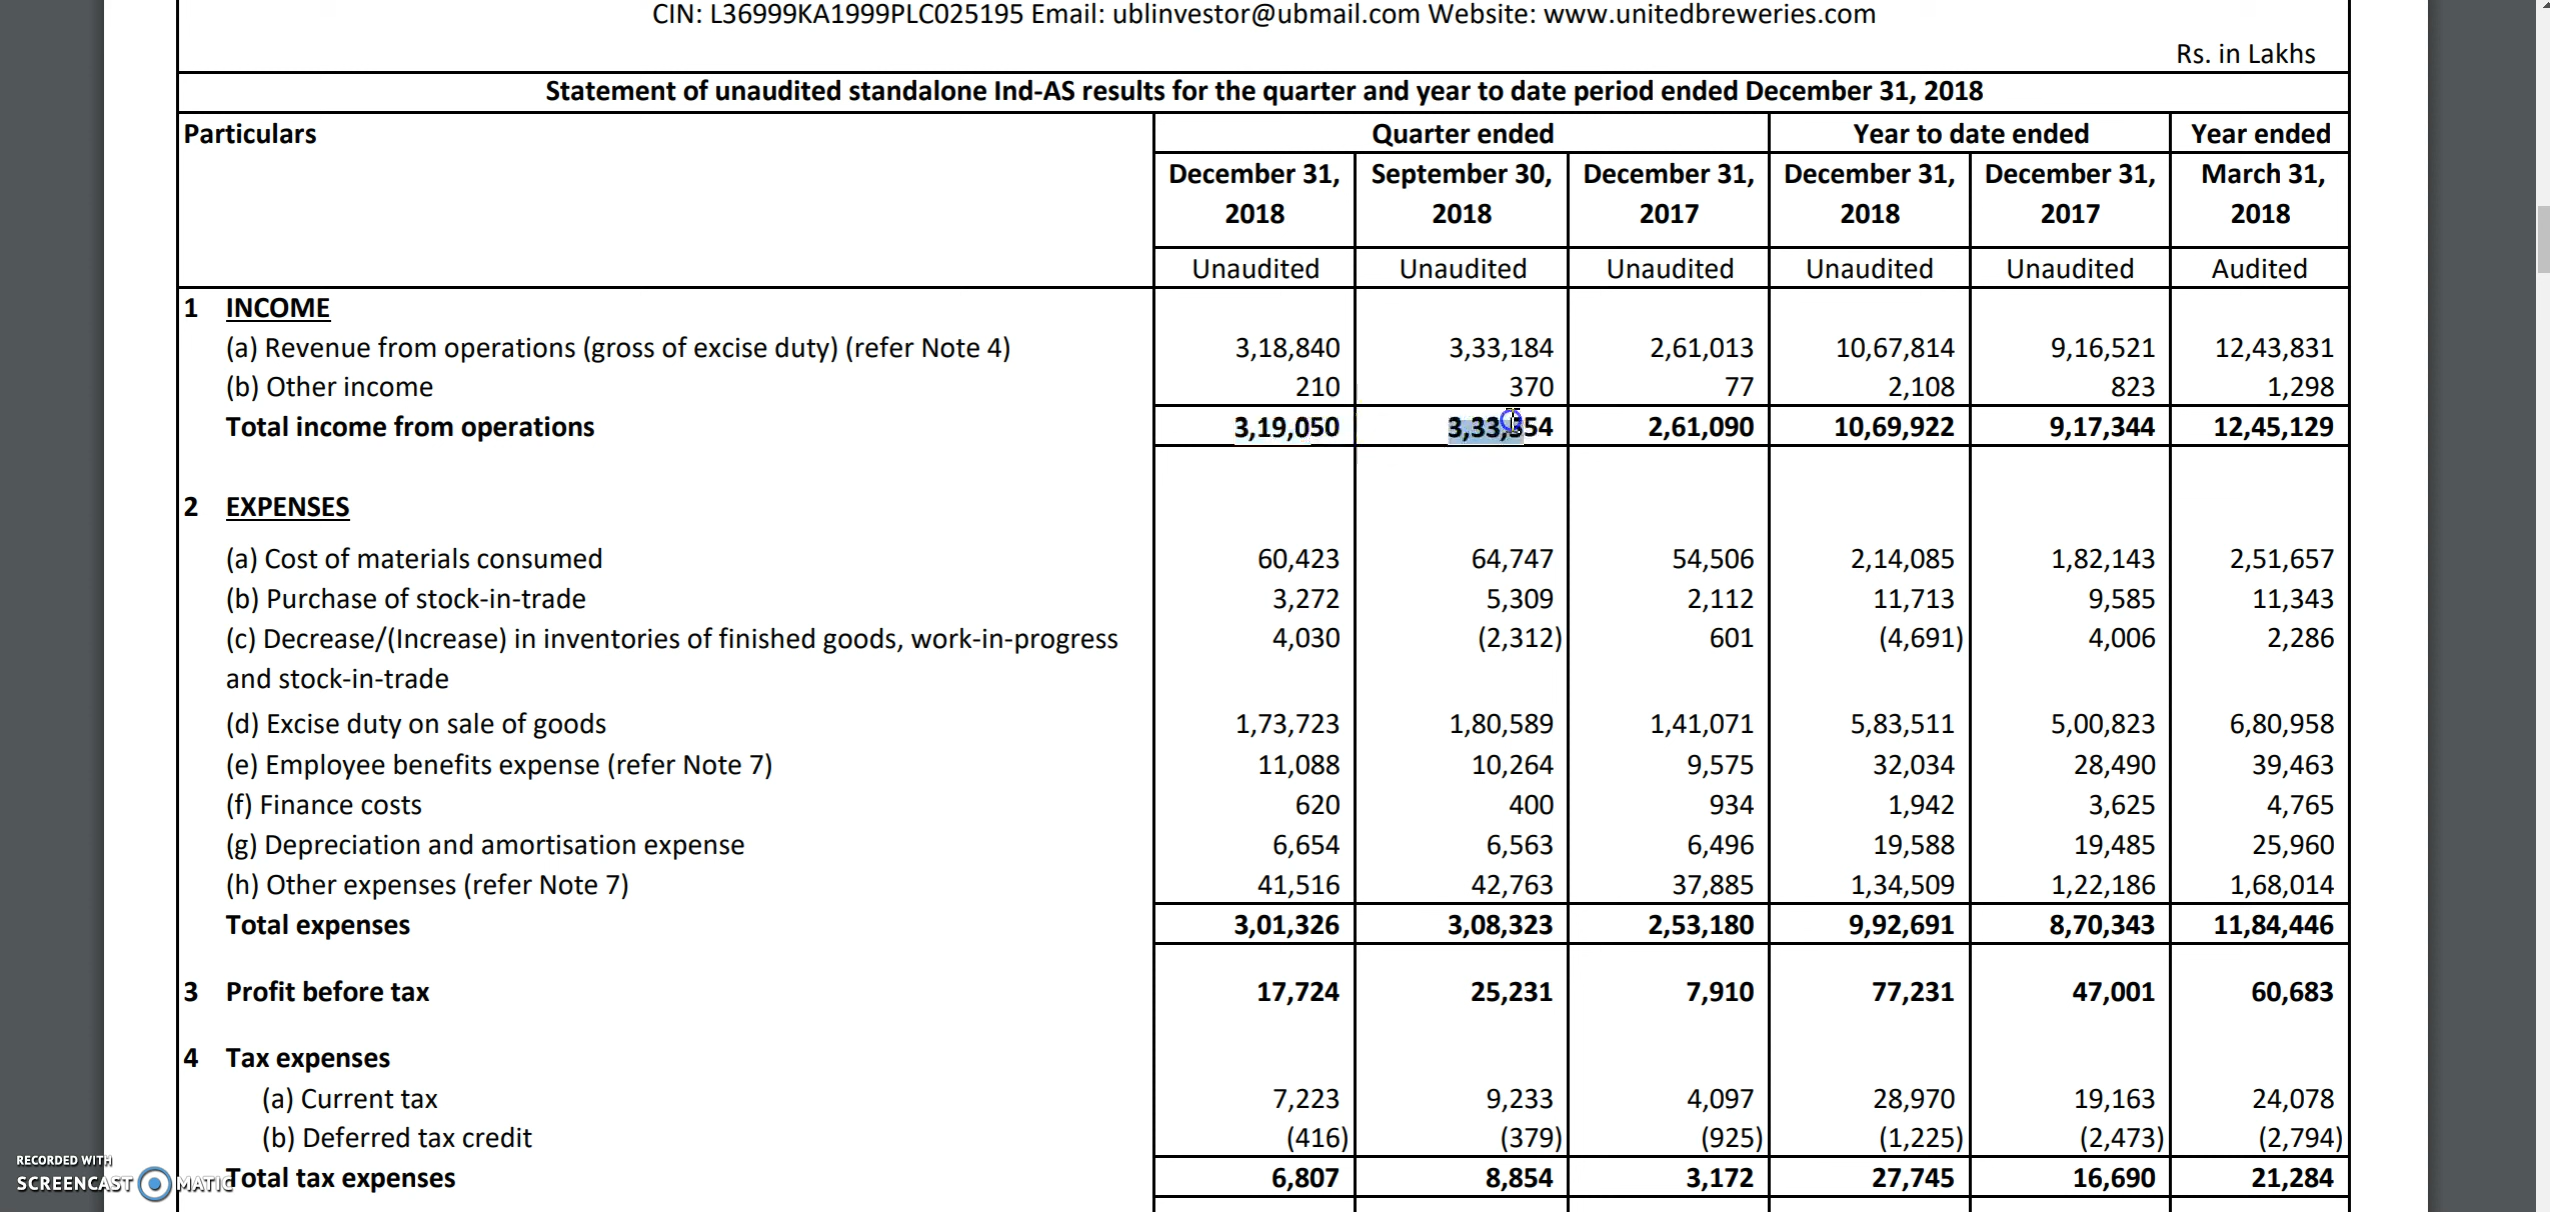 CIN: L36999KA1999PLC025195 Email: ublinvestor@ubmail.com Website: www.unitedbreweries.com
Rs. in Lakhs
Statement of unaudited standalone Ind-AS results for the quarter and year to date period ended December 31, 2018
Particulars Quarter ended Year to date ended Year ended
December 31, September 30, December 31, December 31, December 31, March 31,
2018 2018 2017 2018 2017 2018
Unaudited Unaudited Unaudited Unaudited Unaudited Audited
1 INCOME
(a) Revenue from operations (gross of excise duty) (refer Note 4) 3,18,840 3,33,184 2,61,013 10,67,814 9,16,521 12,43,831
(b) Other income 210 370 77 2,108 823 1,298
Total income from operations 3,19,050 3,33,554 2,61,090 10,69,922 9,17,344 12,45,129
2 EXPENSES
(a) Cost of materials consumed 60,423 64,747 54,506 2,14,085 1,82,143 2,51,657
(b) Purchase of stock-in-trade 3,272 5,309 2,112 11,713 9,585 11,343
(c) Decrease/(Increase) in inventories of finished goods, work-in-progress 4,030 (2,312) 601 (4,691) 4,006 2,286
and stock-in-trade
(d) Excise duty on sale of goods 1,73,723 1,80,589 1,41,071 5,83,511 5,00,823 6,80,958
(e) Employee benefits expense (refer Note 7) 11,088 10,264 9,575 32,034 28,490 39,463
(f) Finance costs 620 400 934 1,942 3,625 4,765
(g) Depreciation and amortisation expense 6,654 6,563 6,496 19,588 19,485 25,960
(h) Other expenses (refer Note 7) 41,516 42,763 37,885 1,34,509 1,22,186 1,68,014
Total expenses 3,01,326 3,08,323 2,53,180 9,92,691 8,70,343 11,84,446
3 Profit before tax 17,724 25,231 7,910 77,231 47,001 60,683
4 Tax expenses
(a) Current tax 7,223 9,233 4,097 28,970 19,163 24,078
(b) Deferred tax credit (416) (379) (925) (1,225) (2,473) (2,794)
Total tax expenses 6,807 8,854 3,172 27,745 16,690 21,284
RECORDED WITH
SCREENCAST MATIC